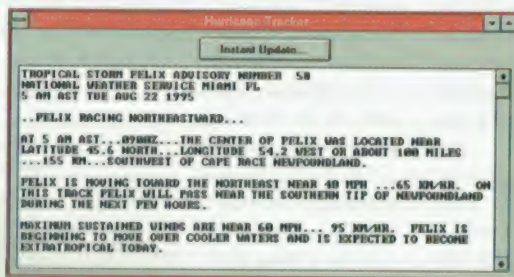 Hurricane Tracker
Instant Update...
TROPICAL STORM FELIX ADVISORY NUMBER 58
NATIONAL WEATHER SERVICE MIAMI FL
5 AM AST TUE AUG 22 1995
..FELIX RACING NORTHEASTWARD...
AT 5 AM AST...0900Z...THE CENTER OF FELIX WAS LOCATED NEAR
LATITUDE 45.6 NORTH...LONGITUDE 54.2 WEST OR ABOUT 100 MILES
...155 KM...SOUTHWEST OF CAPE RACE NEWFOUNDLAND.
FELIX IS MOVING TOWARD THE NORTHEAST NEAR 40 MPH ...65 KM/HR. ON
THIS TRACK FELIX WILL PASS NEAR THE SOUTHERN TIP OF NEWFOUNDLAND
DURING THE NEXT FEW HOURS.
MAXIMUM SUSTAINED WINDS ARE NEAR 60 MPH... 95 KM/HR. FELIX IS
BEGINNING TO MOVE OVER COOLER WATERS AND IS EXPECTED TO BECOME
EXTRATROPICAL TODAY.